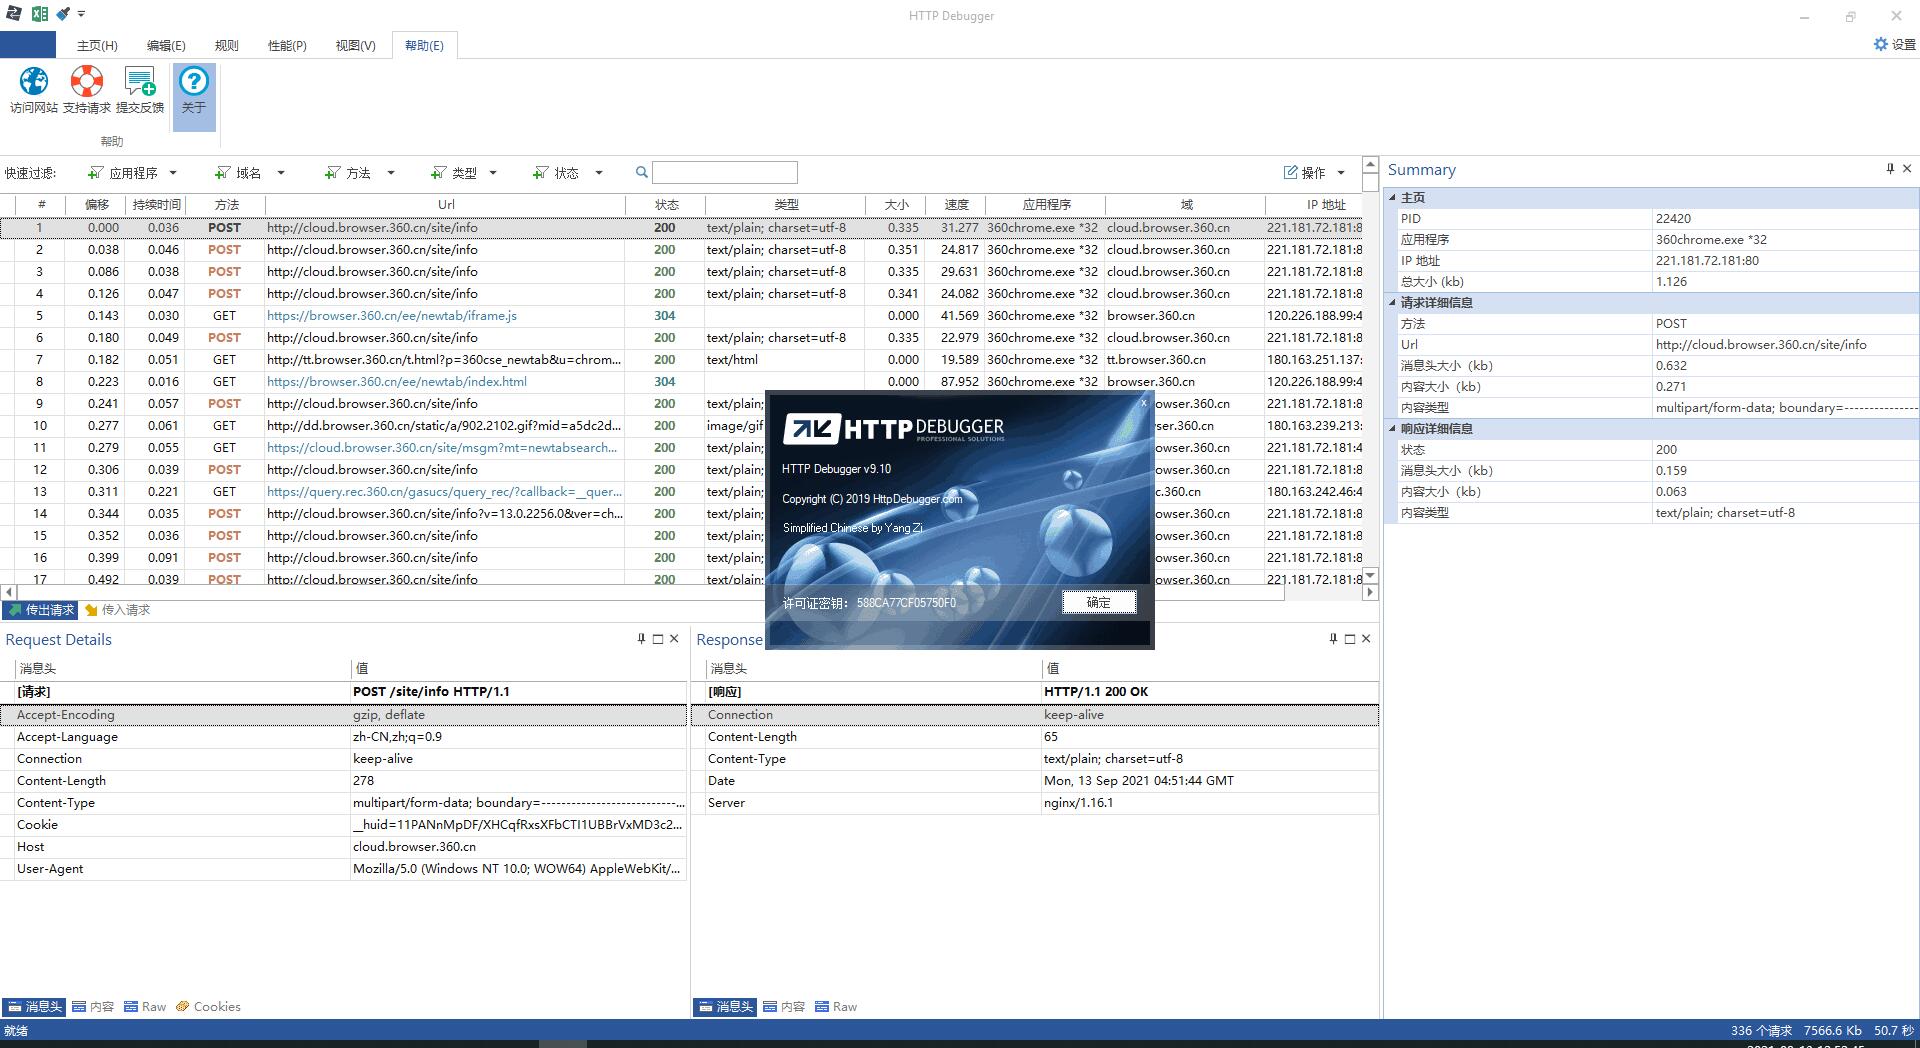 HTTP Debugger
主页(H) 编辑(E) 规则 性能(P) 视图(V) 帮助(E) 设置
访问网站 支持请求 提交反馈 关于
帮助
快速过滤: 应用程序 域名 方法 类型 状态 操作
# 偏移 持续时间 方法 Url 状态 类型 大小 速度 应用程序 域 IP 地址
1 0.000 0.036 POST http://cloud.browser.360.cn/site/info 200 text/plain; charset=utf-8 0.335 31.277 360chrome.exe *32 cloud.browser.360.cn 221.181.72.181:8
2 0.038 0.046 POST http://cloud.browser.360.cn/site/info 200 text/plain; charset=utf-8 0.351 24.817 360chrome.exe *32 cloud.browser.360.cn 221.181.72.181:8
3 0.086 0.038 POST http://cloud.browser.360.cn/site/info 200 text/plain; charset=utf-8 0.335 29.631 360chrome.exe *32 cloud.browser.360.cn 221.181.72.181:8
4 0.126 0.047 POST http://cloud.browser.360.cn/site/info 200 text/plain; charset=utf-8 0.341 24.082 360chrome.exe *32 cloud.browser.360.cn 221.181.72.181:8
5 0.143 0.030 GET https://browser.360.cn/ee/newtab/iframe.js 304 0.000 41.569 360chrome.exe *32 browser.360.cn 120.226.188.99:4
6 0.180 0.049 POST http://cloud.browser.360.cn/site/info 200 text/plain; charset=utf-8 0.335 22.979 360chrome.exe *32 cloud.browser.360.cn 221.181.72.181:8
7 0.182 0.051 GET http://tt.browser.360.cn/t.html?p=360cse_newtab&u=chrom... 200 text/html 0.000 19.589 360chrome.exe *32 tt.browser.360.cn 180.163.251.137:
8 0.223 0.016 GET https://browser.360.cn/ee/newtab/index.html 304 0.000 87.952 360chrome.exe *32 browser.360.cn 120.226.188.99:4
9 0.241 0.057 POST http://cloud.browser.360.cn/site/info 200 text/plain; owser.360.cn 221.181.72.181:8
10 0.277 0.061 GET http://dd.browser.360.cn/static/a/902.2102.gif?mid=a5dc2d... 200 image/gif ser.360.cn 180.163.239.213:
11 0.279 0.055 GET https://cloud.browser.360.cn/site/msgm?mt=newtabsearch... 200 text/plain; owser.360.cn 221.181.72.181:4
12 0.306 0.039 POST http://cloud.browser.360.cn/site/info 200 text/plain; owser.360.cn 221.181.72.181:8
13 0.311 0.221 GET https://query.rec.360.cn/gasucs/query_rec/?callback=__quer... 200 text/plain; c.360.cn 180.163.242.46:4
14 0.344 0.035 POST http://cloud.browser.360.cn/site/info?v=13.0.2256.0&ver=ch... 200 text/plain; owser.360.cn 221.181.72.181:8
15 0.352 0.036 POST http://cloud.browser.360.cn/site/info 200 text/plain; owser.360.cn 221.181.72.181:8
16 0.399 0.091 POST http://cloud.browser.360.cn/site/info 200 text/plain; owser.360.cn 221.181.72.181:8
17 0.492 0.039 POST http://cloud.browser.360.cn/site/info 200 text/plain; owser.360.cn 221.181.72.181:8
HTTP DEBUGGER
PROFESSIONAL SOLUTIONS
x
HTTP Debugger v9.10
Copyright (C) 2019 HttpDebugger.com
Simplified Chinese by Yang Zi
许可证密钥: 588CA77CF05750F0 确定
传出请求 传入请求
Request Details
消息头 值
[请求] POST /site/info HTTP/1.1
Accept-Encoding gzip, deflate
Accept-Language zh-CN,zh;q=0.9
Connection keep-alive
Content-Length 278
Content-Type multipart/form-data; boundary=---------------------------...
Cookie __huid=11PANnMpDF/XHCqfRxsXFbCTI1UBBrVxMD3c2...
Host cloud.browser.360.cn
User-Agent Mozilla/5.0 (Windows NT 10.0; WOW64) AppleWebKit/...
消息头 内容 Raw Cookies
Response
消息头 值
[响应] HTTP/1.1 200 OK
Connection keep-alive
Content-Length 65
Content-Type text/plain; charset=utf-8
Date Mon, 13 Sep 2021 04:51:44 GMT
Server nginx/1.16.1
消息头 内容 Raw
Summary
主页
PID 22420
应用程序 360chrome.exe *32
IP 地址 221.181.72.181:80
总大小 (kb) 1.126
请求详细信息
方法 POST
Url http://cloud.browser.360.cn/site/info
消息头大小 (kb) 0.632
内容大小 (kb) 0.271
内容类型 multipart/form-data; boundary=---------------
响应详细信息
状态 200
消息头大小 (kb) 0.159
内容大小 (kb) 0.063
内容类型 text/plain; charset=utf-8
就绪 336 个请求 7566.6 Kb 50.7 秒